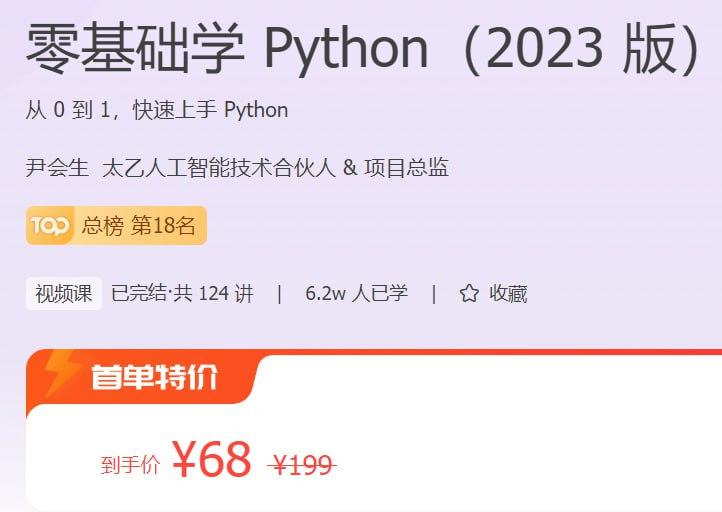 零基础学 Python（2023 版）
从 0 到 1，快速上手 Python
尹会生 太乙人工智能技术合伙人 & 项目总监
TOP 总榜 第18名
视频课 已完结·共 124 讲 | 6.2w 人已学 | 收藏
首单特价
到手价 ¥68 ¥199